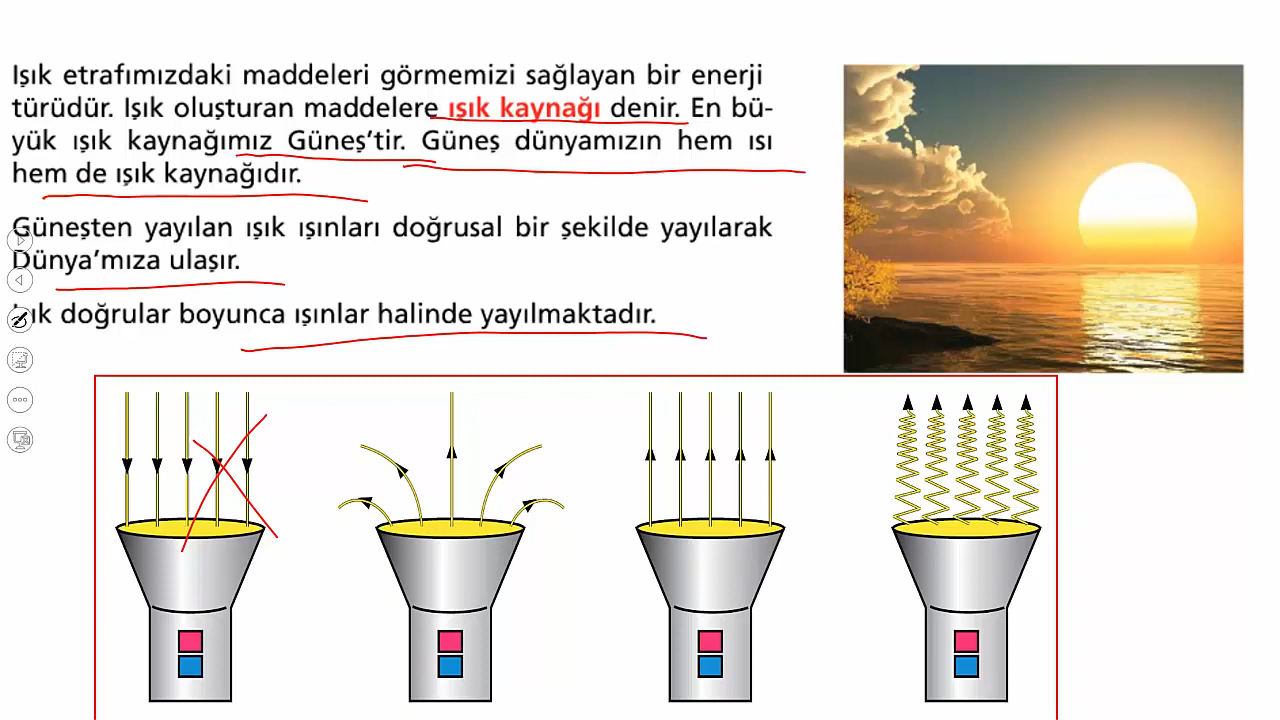 Işık etrafımızdaki maddeleri görmemizi sağlayan bir enerji
türüdür. Işık oluşturan maddelere ışık kaynağı denir. En bü-
yük ışık kaynağımız Güneş'tir. Güneş dünyamızın hem ısı
hem de ışık kaynağıdır.
Güneşten yayılan ışık ışınları doğrusal bir şekilde yayılarak
Dünya'mıza ulaşır.
Işık doğrular boyunca ışınlar halinde yayılmaktadır.